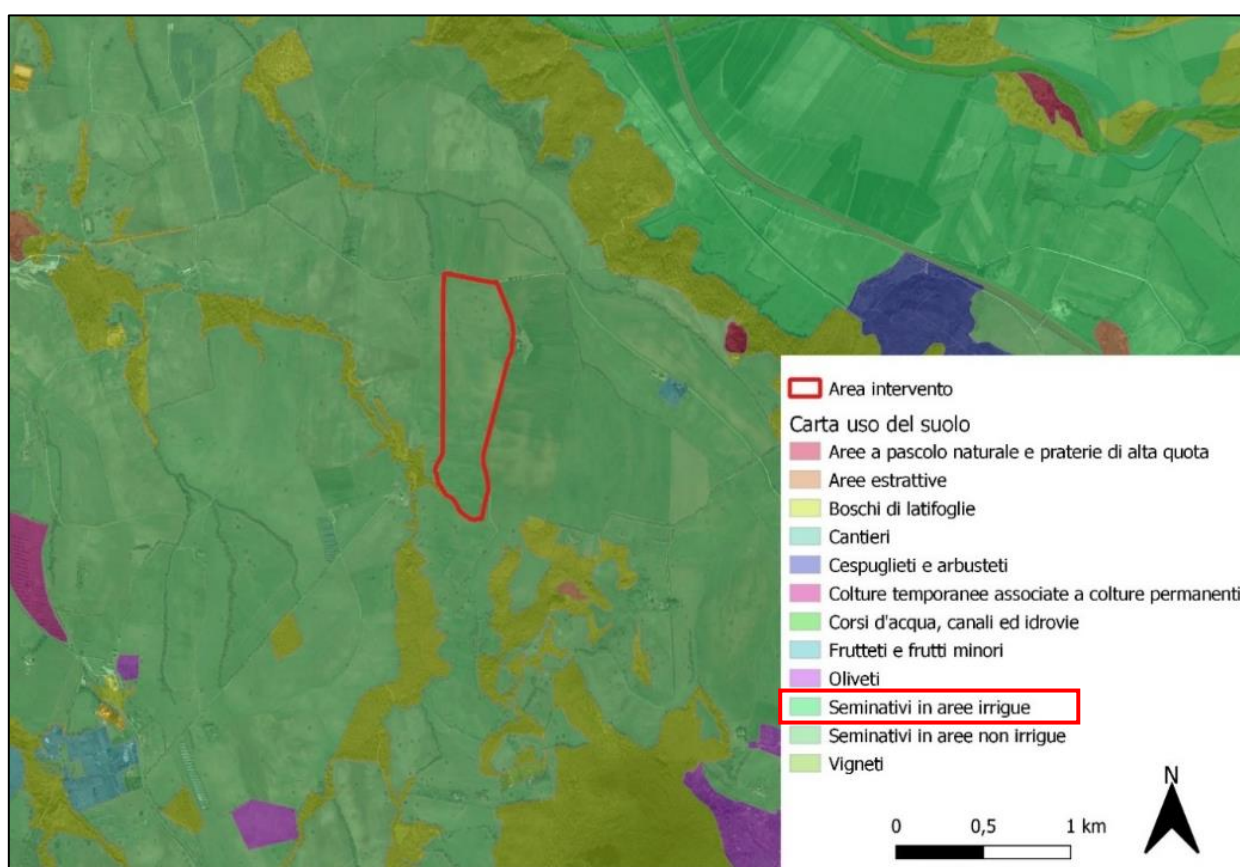 Area intervento
Carta uso del suolo
Aree a pascolo naturale e praterie di alta quota
Aree estrattive
Boschi di latifoglie
Cantieri
Cespuglieti e arbusteti
Colture temporanee associate a colture permanenti
Corsi d'acqua, canali ed idrovie
Frutteti e frutti minori
Oliveti
Seminativi in aree irrigue
Seminativi in aree non irrigue
Vigneti
N
0 0,5 1 km